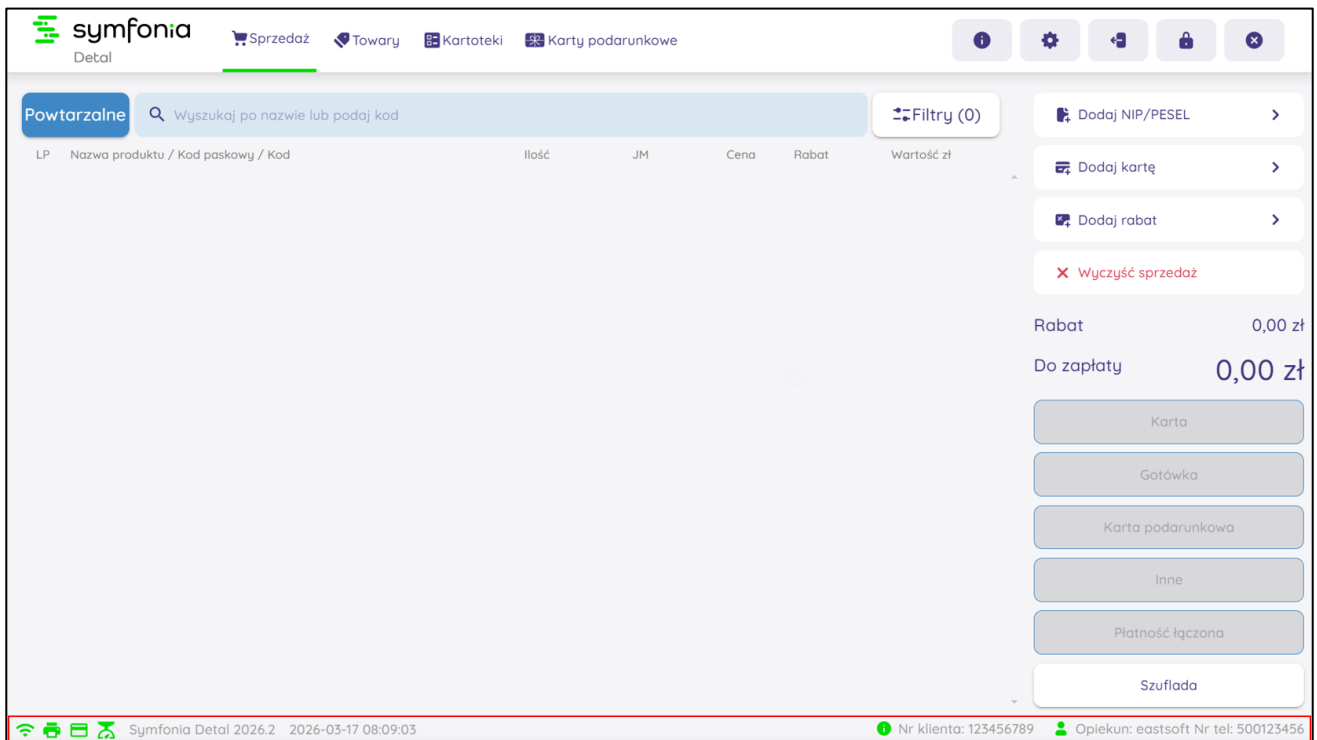 symfonia
Detal
Sprzedaż Towary Kartoteki Karty podarunkowe
Powtarzalne Wyszukaj po nazwie lub podaj kod Filtry (0)
LP Nazwa produktu / Kod paskowy / Kod Ilość JM Cena Rabat Wartość zł
Dodaj NIP/PESEL
Dodaj kartę
Dodaj rabat
Wyczyść sprzedaż
Rabat 0,00 zł
Do zapłaty 0,00 zł
Karta
Gotówka
Karta podarunkowa
Inne
Płatność łączona
Szuflada
Symfonia Detal 2026.2 2026-03-17 08:09:03 Nr klienta: 123456789 Opiekun: eastsoft Nr tel: 500123456